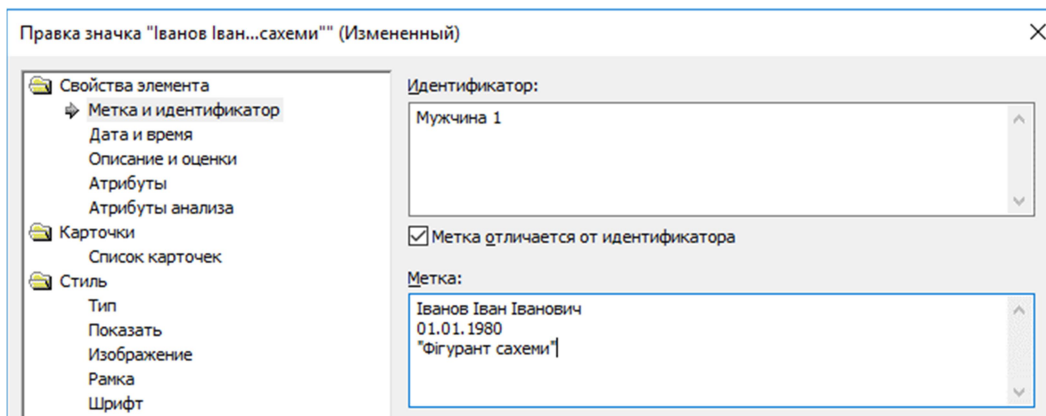 Правка значка "Іванов Іван...сахеми"" (Измененный)
Свойства элемента
Метка и идентификатор
Дата и время
Описание и оценки
Атрибуты
Атрибуты анализа
Карточки
Список карточек
Стиль
Тип
Показать
Изображение
Рамка
Шрифт
Идентификатор:
Мужчина 1
Метка отличается от идентификатора
Метка:
Іванов Іван Іванович
01.01.1980
"Фігурант сахеми"